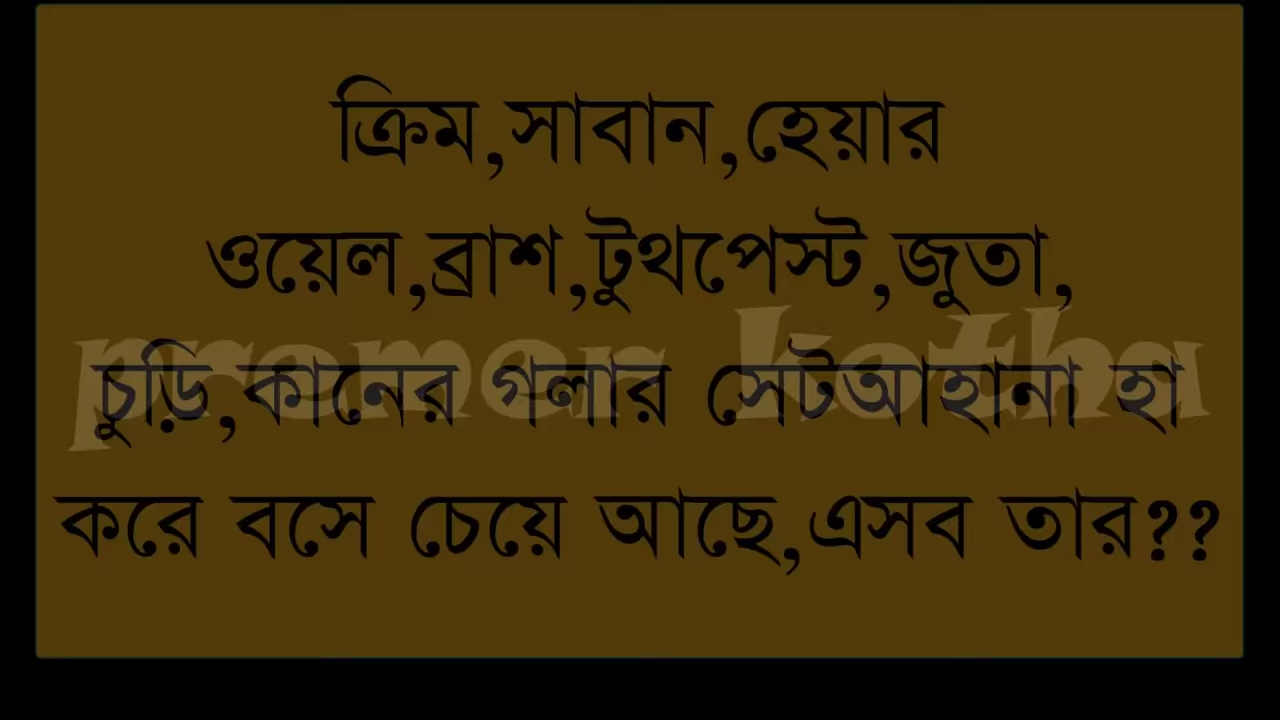 ক্রিম,সাবান,হেয়ার
ওয়েল,ব্রাশ,টুথপেস্ট,জুতা,
চুড়ি,কানের গলার সেটআহানা হা
করে বসে চেয়ে আছে,এসব তার??
premer kotha